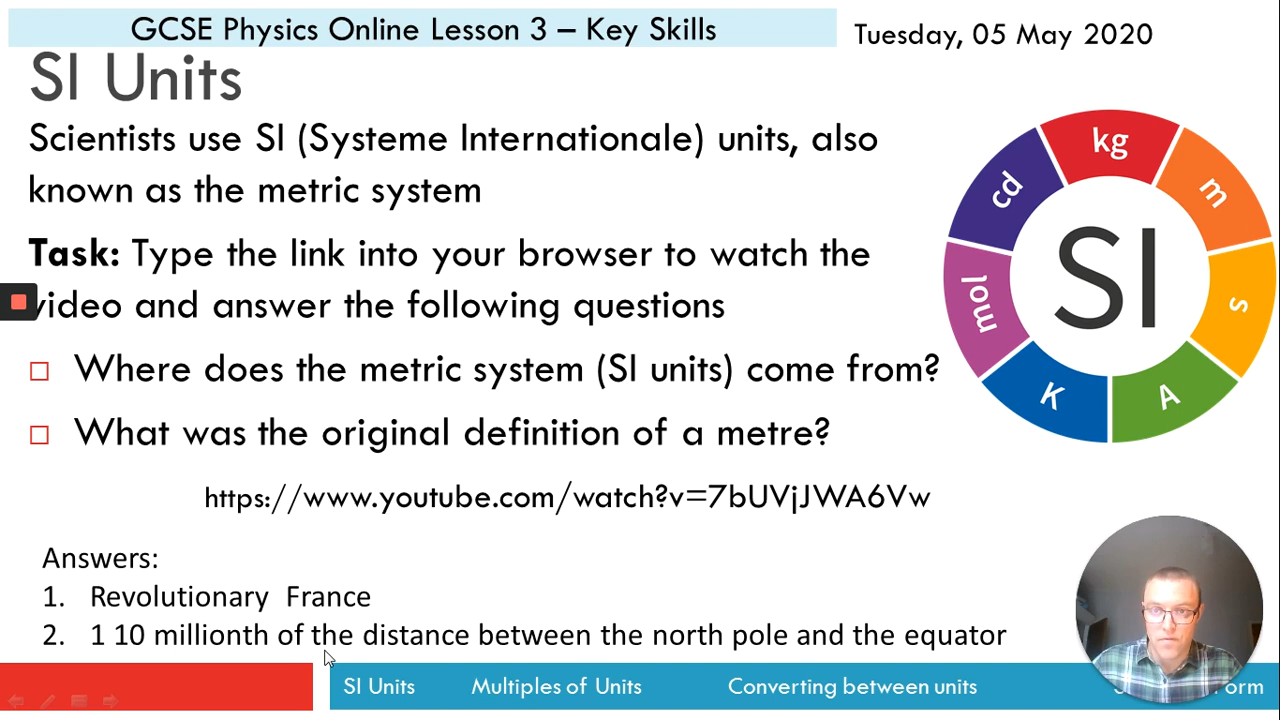 GCSE Physics Online Lesson 3 – Key Skills
Tuesday, 05 May 2020
SI Units
Scientists use SI (Systeme Internationale) units, also
known as the metric system
Task: Type the link into your browser to watch the
video and answer the following questions
Where does the metric system (SI units) come from?
What was the original definition of a metre?
https://www.youtube.com/watch?v=7bUVjJWA6Vw
kg
m
s
A
K
mol
cd
SI
Answers:
1. Revolutionary France
2. 1 10 millionth of the distance between the north pole and the equator
SI Units
Multiples of Units
Converting between units